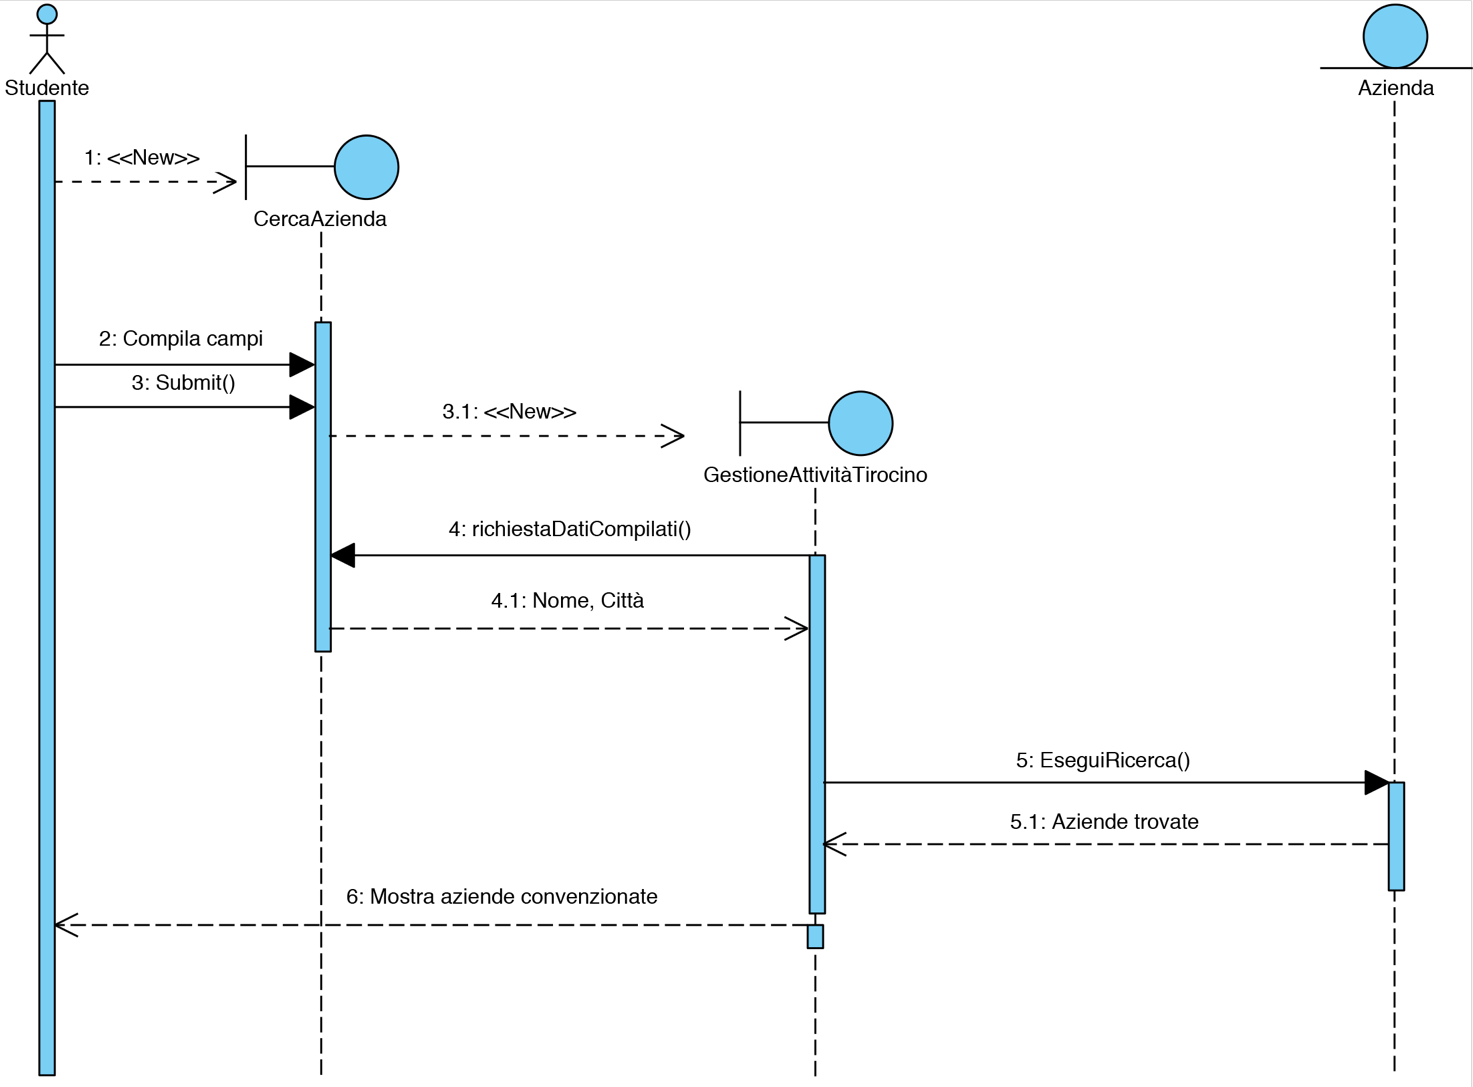 Studente
Azienda
1: <<New>>
CercaAzienda
2: Compila campi
3: Submit()
3.1: <<New>>
GestioneAttivitàTirocino
4: richiestaDatiCompilati()
4.1: Nome, Città
5: EseguiRicerca()
5.1: Aziende trovate
6: Mostra aziende convenzionate